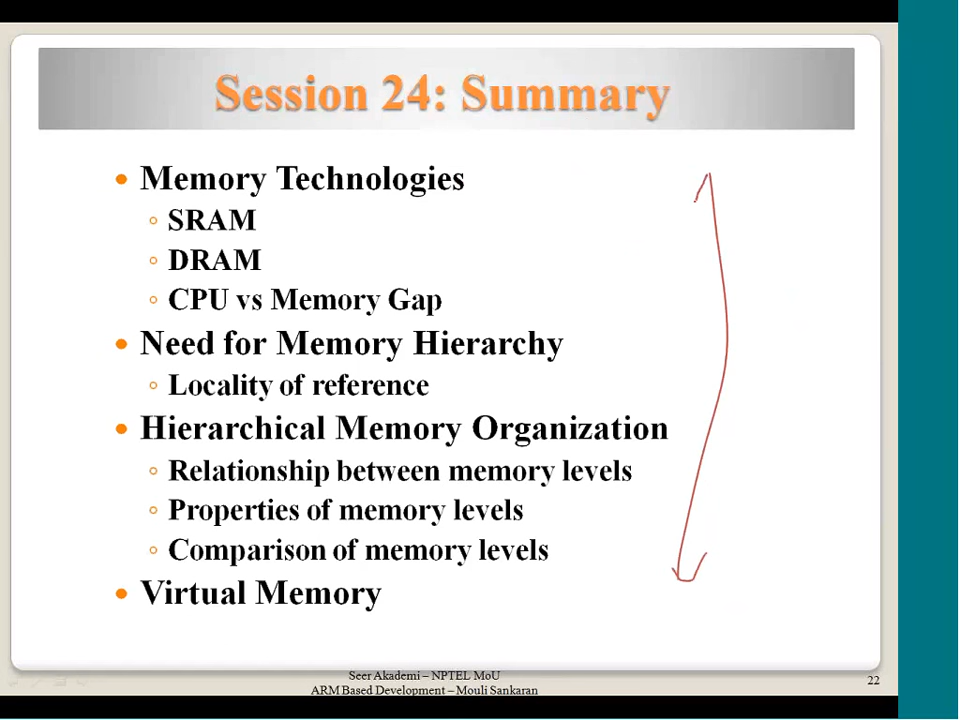 Session 24: Summary
• Memory Technologies
◦ SRAM
◦ DRAM
◦ CPU vs Memory Gap
• Need for Memory Hierarchy
◦ Locality of reference
• Hierarchical Memory Organization
◦ Relationship between memory levels
◦ Properties of memory levels
◦ Comparison of memory levels
• Virtual Memory
Seer Akademi – NPTEL MoU
ARM Based Development – Mouli Sankaran
22